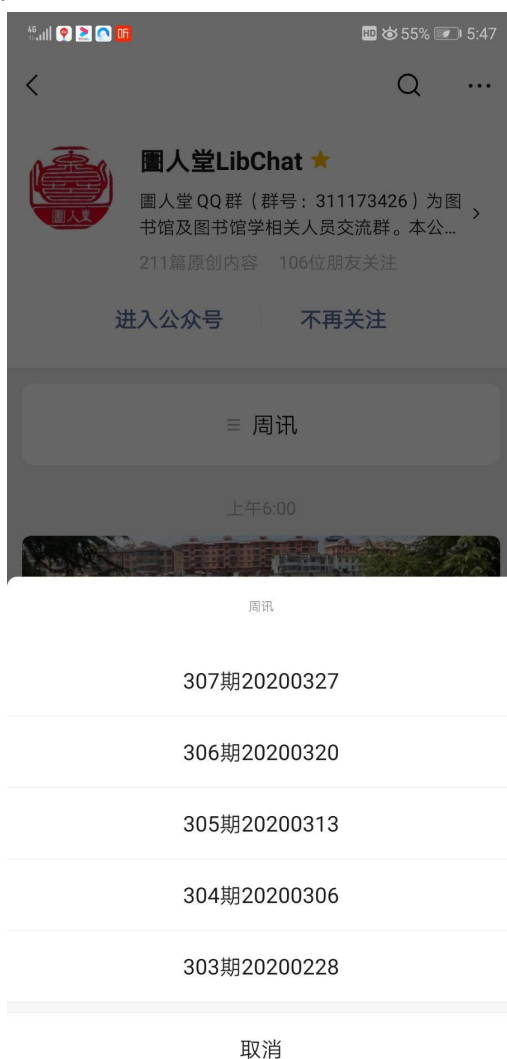 46
HD 55% 5:47
圕人堂LibChat
圕人堂QQ群（群号：311173426）为图
书馆及图书馆学相关人员交流群。本公...
圕人堂
211篇原创内容 106位朋友关注
进入公众号 不再关注
周讯
上午6:00
周讯
307期20200327
306期20200320
305期20200313
304期20200306
303期20200228
取消